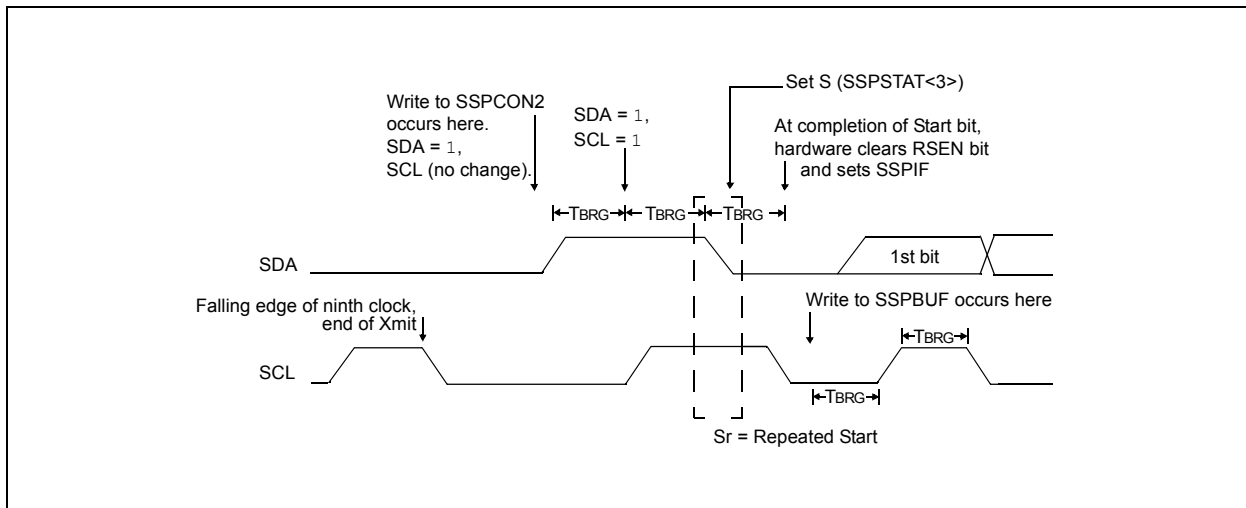 Set S (SSPSTAT<3>)
Write to SSPCON2
occurs here.
SDA = 1,
SCL (no change).
SDA = 1,
SCL = 1
At completion of Start bit,
hardware clears RSEN bit
and sets SSPIF
TBRG
TBRG
TBRG
SDA
1st bit
Falling edge of ninth clock,
end of Xmit
Write to SSPBUF occurs here
TBRG
SCL
TBRG
Sr = Repeated Start